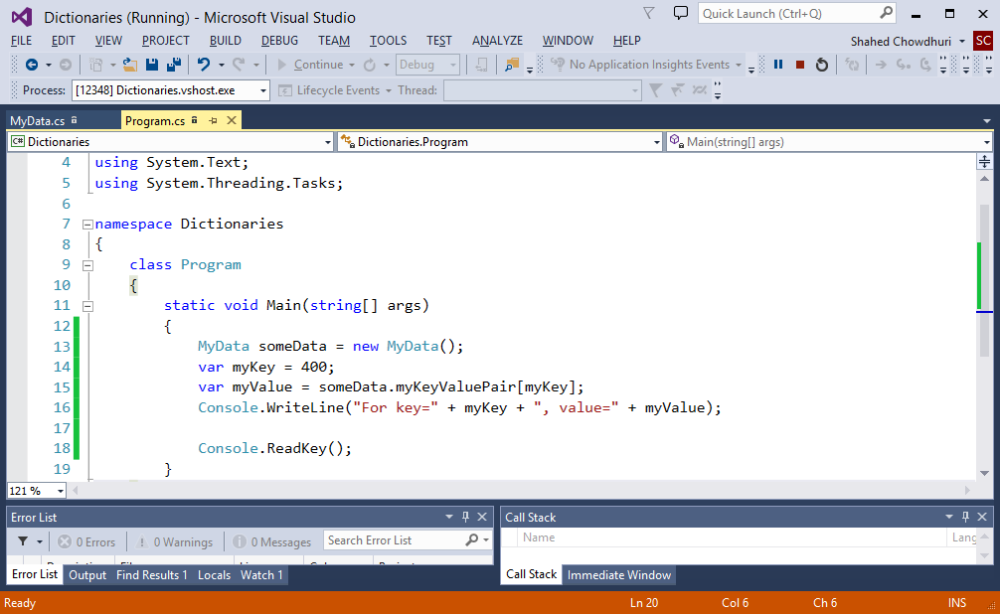 Dictionaries (Running) - Microsoft Visual Studio
Quick Launch (Ctrl+Q)
FILE EDIT VIEW PROJECT BUILD DEBUG TEAM TOOLS TEST ANALYZE WINDOW HELP
Shahed Chowdhuri SC
Continue Debug No Application Insights Events
Process: [12348] Dictionaries.vshost.exe Lifecycle Events Thread:
MyData.cs Program.cs
C# Dictionaries Dictionaries.Program Main(string[] args)
4 using System.Text;
5 using System.Threading.Tasks;
6
7 namespace Dictionaries
8 {
9 class Program
10 {
11 static void Main(string[] args)
12 {
13 MyData someData = new MyData();
14 var myKey = 400;
15 var myValue = someData.myKeyValuePair[myKey];
16 Console.WriteLine("For key=" + myKey + ", value=" + myValue);
17
18 Console.ReadKey();
19 }
121 %
Error List
0 Errors 0 Warnings 0 Messages Search Error List
Error List Output Find Results 1 Locals Watch 1
Call Stack
Name Lang
Call Stack Immediate Window
Ready Ln 20 Col 6 Ch 6 INS